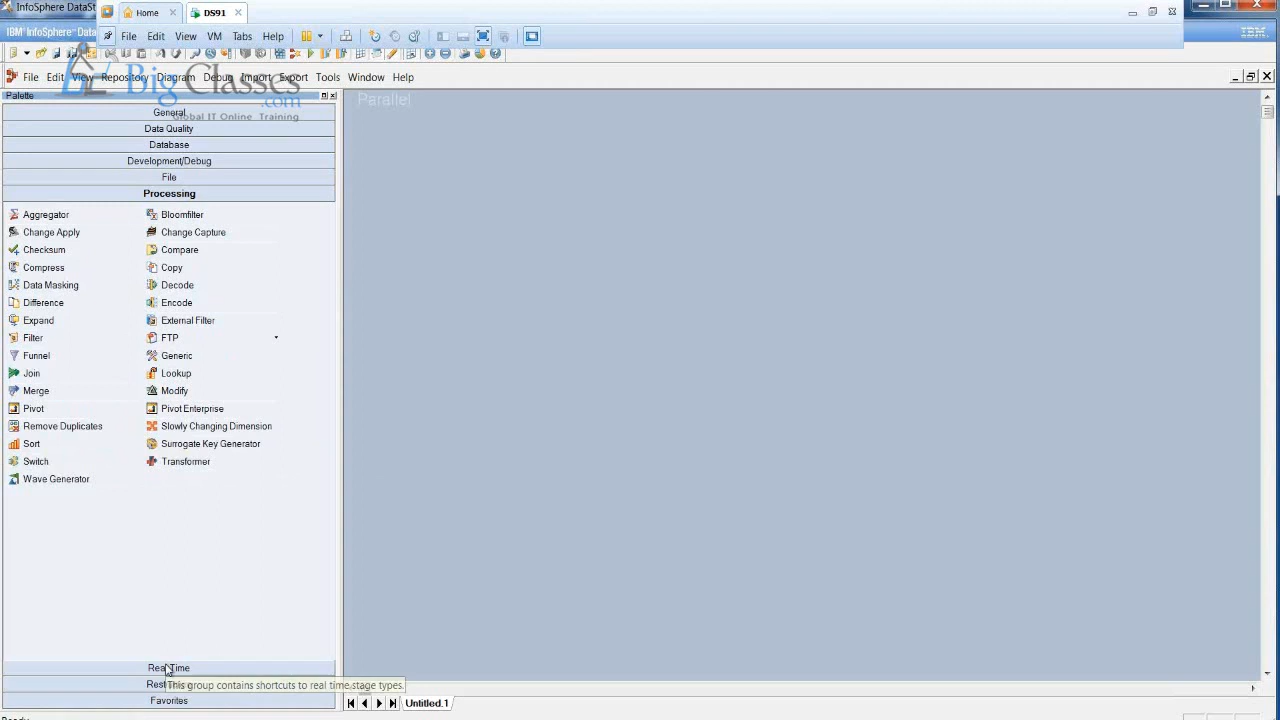 InfoSphere DataSt
Home
DS91
IBM InfoSphere Data
File Edit View VM Tabs Help
IBM
File Edit View Repository Diagram Debug Import Export Tools Window Help
BigClasses
.com
Global IT Online Training
Palette
Parallel
General
Data Quality
Database
Development/Debug
File
Processing
Aggregator Bloomfilter
Change Apply Change Capture
Checksum Compare
Compress Copy
Data Masking Decode
Difference Encode
Expand External Filter
Filter FTP
Funnel Generic
Join Lookup
Merge Modify
Pivot Pivot Enterprise
Remove Duplicates Slowly Changing Dimension
Sort Surrogate Key Generator
Switch Transformer
Wave Generator
Real Time
Rest
This group contains shortcuts to real time stage types.
Favorites
Untitled.1
Ready